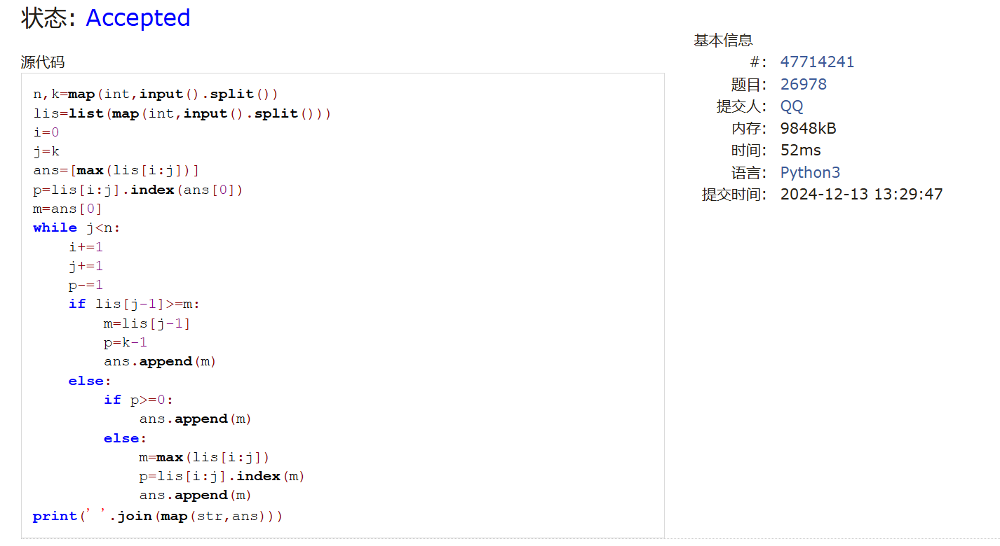 状态: Accepted
源代码
n,k=map(int,input().split())
lis=list(map(int,input().split()))
i=0
j=k
ans=[max(lis[i:j])]
p=lis[i:j].index(ans[0])
m=ans[0]
while j<n:
    i+=1
    j+=1
    p-=1
    if lis[j-1]>=m:
        m=lis[j-1]
        p=k-1
        ans.append(m)
    else:
        if p>=0:
            ans.append(m)
        else:
            m=max(lis[i:j])
            p=lis[i:j].index(m)
            ans.append(m)
print(' '.join(map(str,ans)))
基本信息
#: 47714241
题目: 26978
提交人: QQ
内存: 9848kB
时间: 52ms
语言: Python3
提交时间: 2024-12-13 13:29:47